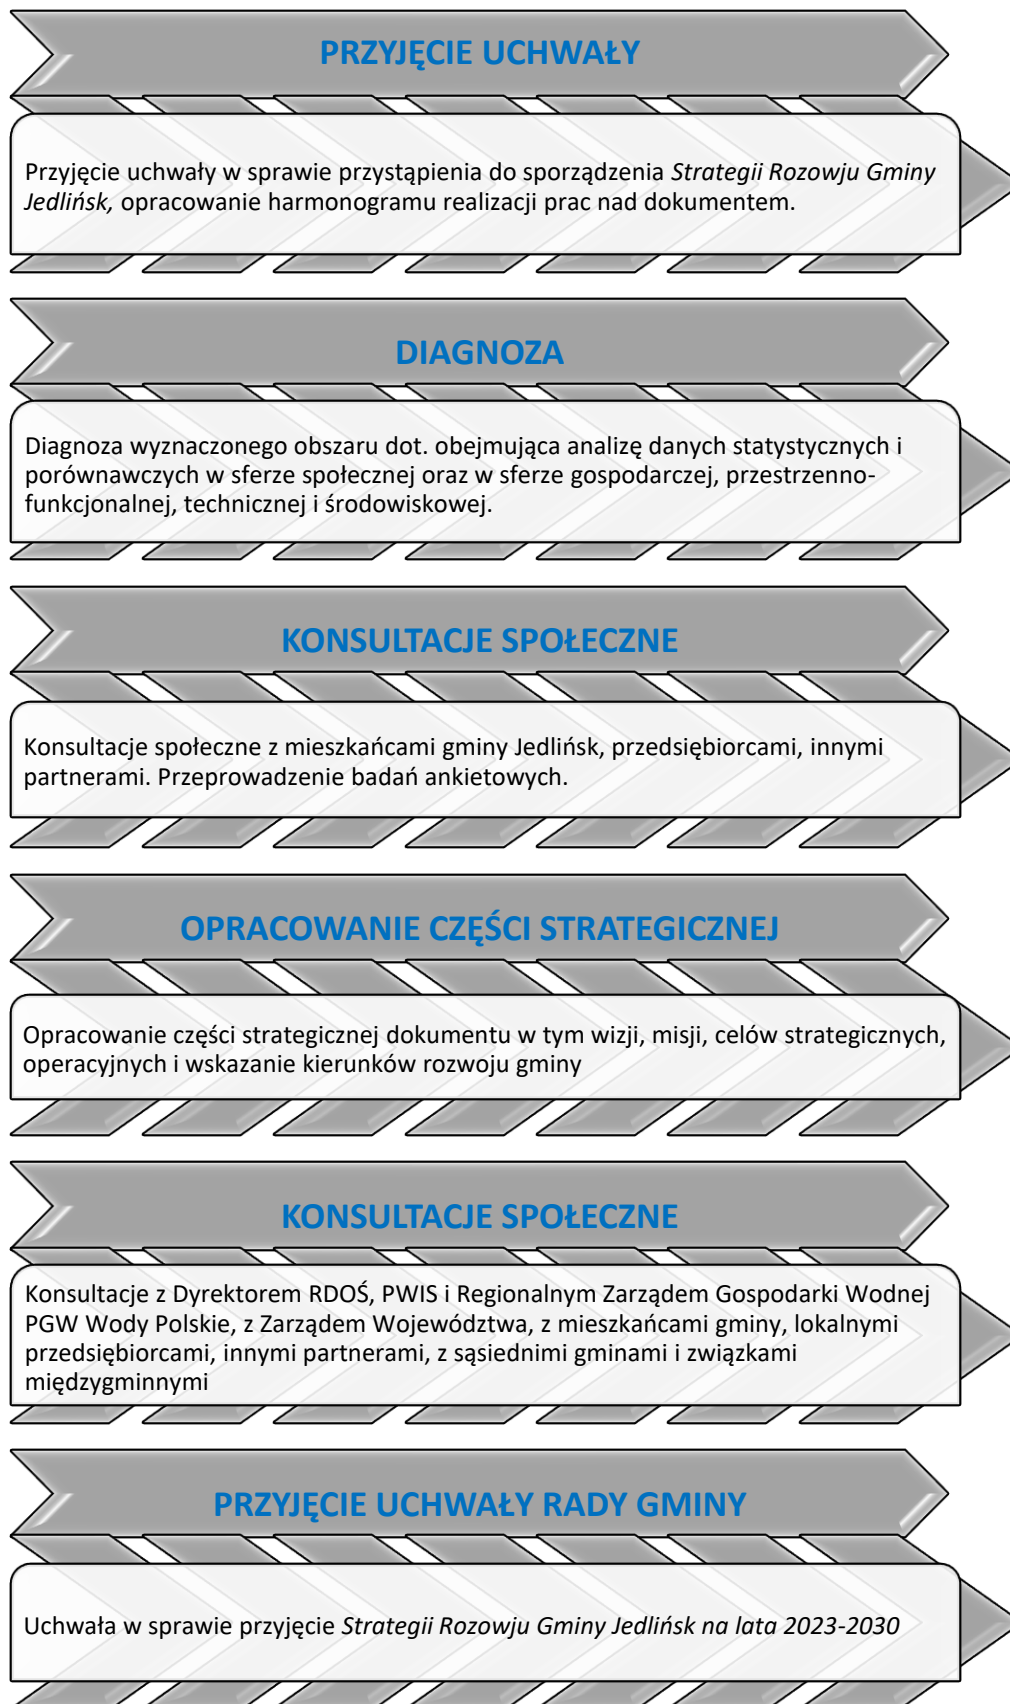 PRZYJĘCIE UCHWAŁY
Przyjęcie uchwały w sprawie przystąpienia do sporządzenia Strategii Rozowju Gminy
Jedlińsk, opracowanie harmonogramu realizacji prac nad dokumentem.
DIAGNOZA
Diagnoza wyznaczonego obszaru dot. obejmująca analizę danych statystycznych i
porównawczych w sferze społecznej oraz w sferze gospodarczej, przestrzenno-
funkcjonalnej, technicznej i środowiskowej.
KONSULTACJE SPOŁECZNE
Konsultacje społeczne z mieszkańcami gminy Jedlińsk, przedsiębiorcami, innymi
partnerami. Przeprowadzenie badań ankietowych.
OPRACOWANIE CZĘŚCI STRATEGICZNEJ
Opracowanie części strategicznej dokumentu w tym wizji, misji, celów strategicznych,
operacyjnych i wskazanie kierunków rozwoju gminy
KONSULTACJE SPOŁECZNE
Konsultacje z Dyrektorem RDOŚ, PWIS i Regionalnym Zarządem Gospodarki Wodnej
PGW Wody Polskie, z Zarządem Województwa, z mieszkańcami gminy, lokalnymi
przedsiębiorcami, innymi partnerami, z sąsiednimi gminami i związkami
międzygminnymi
PRZYJĘCIE UCHWAŁY RADY GMINY
Uchwała w sprawie przyjęcie Strategii Rozowju Gminy Jedlińsk na lata 2023-2030